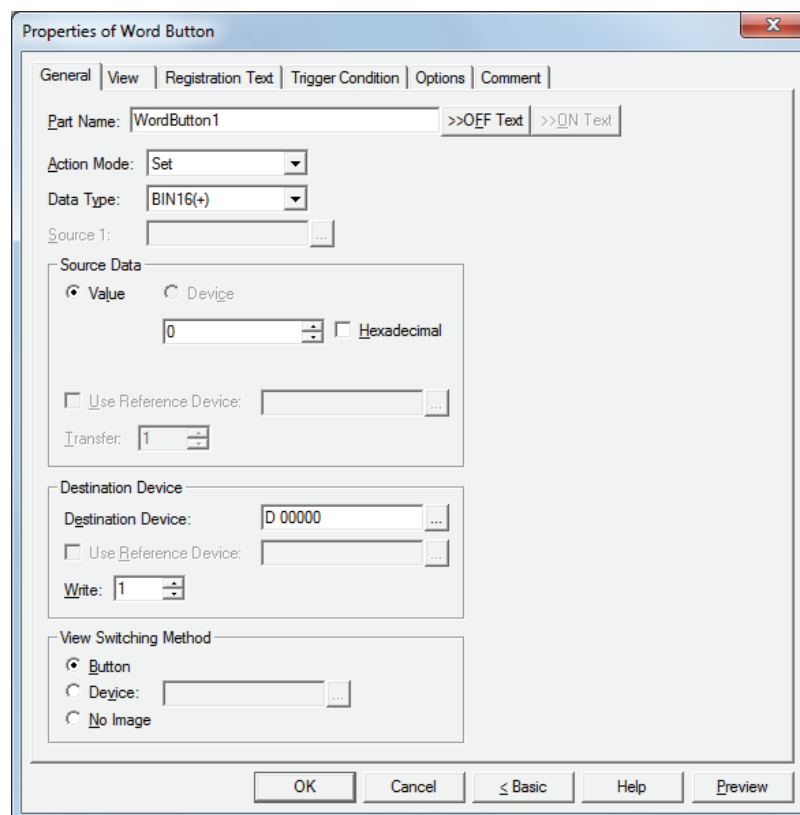 Properties of Word Button
General View Registration Text Trigger Condition Options Comment
Part Name: WordButton1 >>OFF Text >>ON Text
Action Mode: Set
Data Type: BIN16(+)
Source 1: ...
Source Data
Value Device
0 Hexadecimal
Use Reference Device: ...
Transfer: 1
Destination Device
Destination Device: D 00000 ...
Use Reference Device: ...
Write: 1
View Switching Method
Button
Device: ...
No Image
OK Cancel < Basic Help Preview